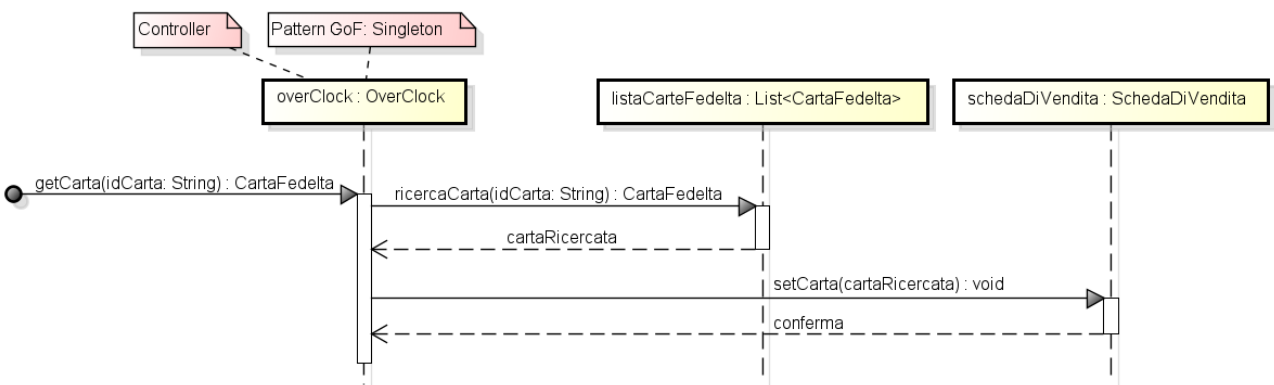 Controller
Pattern GoF: Singleton
overClock : OverClock
listaCarteFedelta : List<CartaFedelta>
schedaDiVendita : SchedaDiVendita
getCarta(idCarta: String) : CartaFedelta
ricercaCarta(idCarta: String) : CartaFedelta
cartaRicercata
setCarta(cartaRicercata) : void
conferma